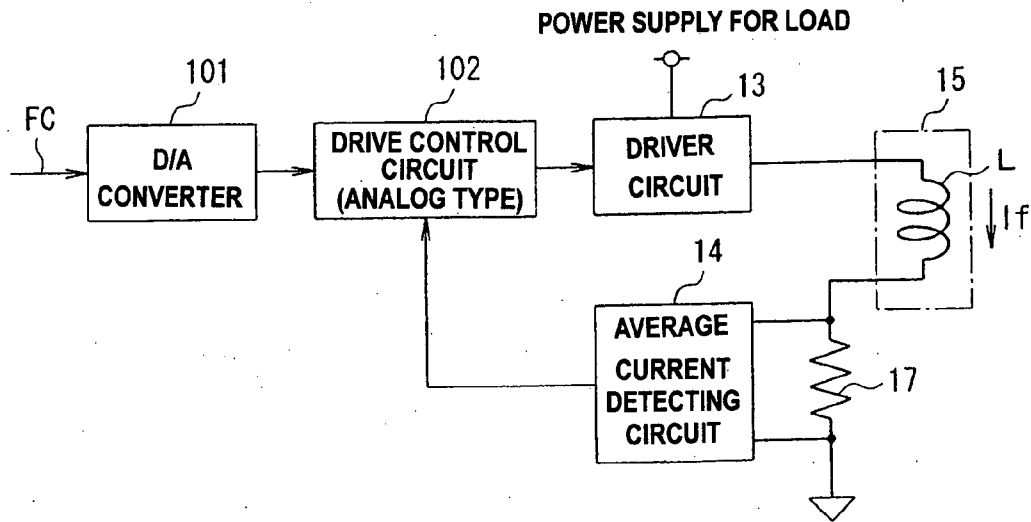 POWER SUPPLY FOR LOAD
101
102
13
15
FC
D/A
CONVERTER
DRIVE CONTROL
CIRCUIT
(ANALOG TYPE)
DRIVER
CIRCUIT
L
If
14
AVERAGE
CURRENT
DETECTING
CIRCUIT
17